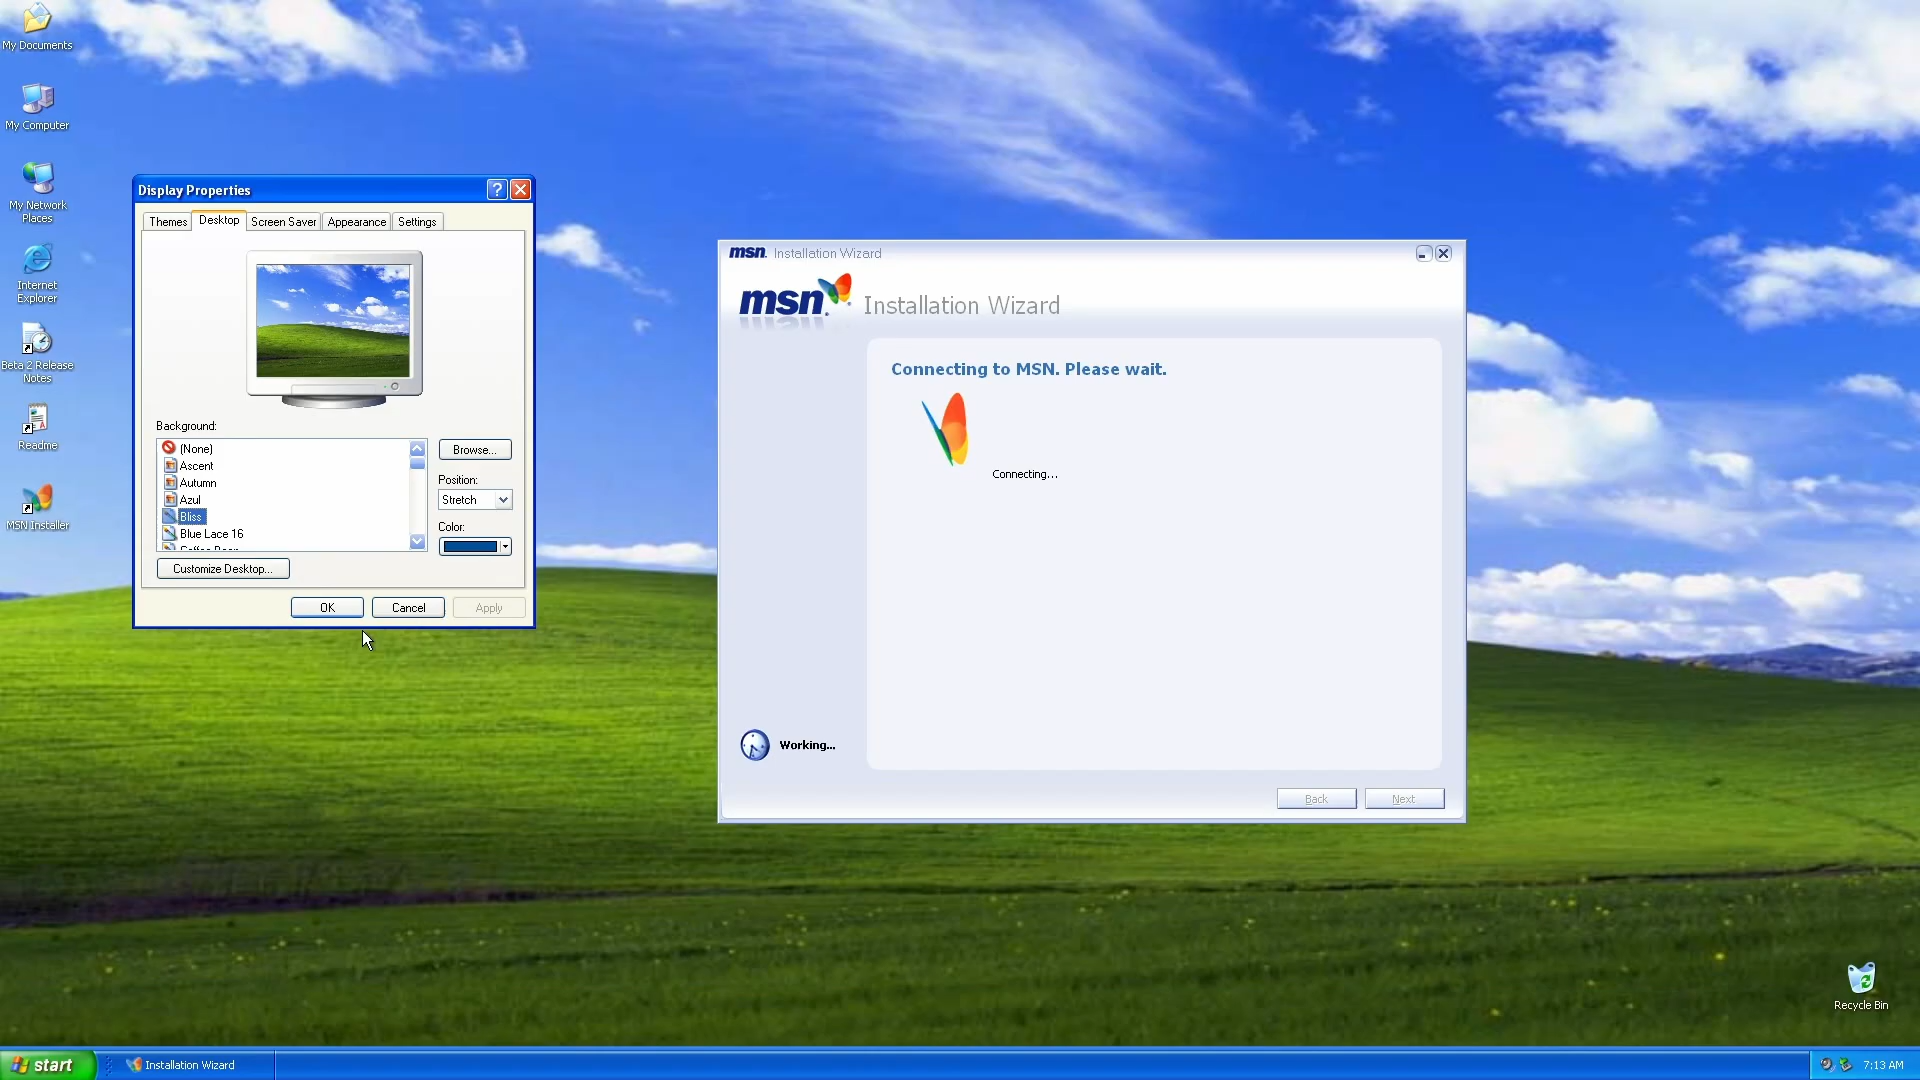 My Documents
My Computer
My Network
Places
Internet
Explorer
Beta 2 Release
Notes
Readme
MSN Installer
Display Properties
?
Themes
Desktop
Screen Saver
Appearance
Settings
Background:
(None)
Ascent
Autumn
Azul
Bliss
Blue Lace 16
Browse...
Position:
Stretch
Color:
Customize Desktop...
OK
Cancel
Apply
msn. Installation Wizard
msn. Installation Wizard
Connecting to MSN. Please wait.
Connecting...
Working...
Back
Next
Recycle Bin
start
Installation Wizard
7:13 AM